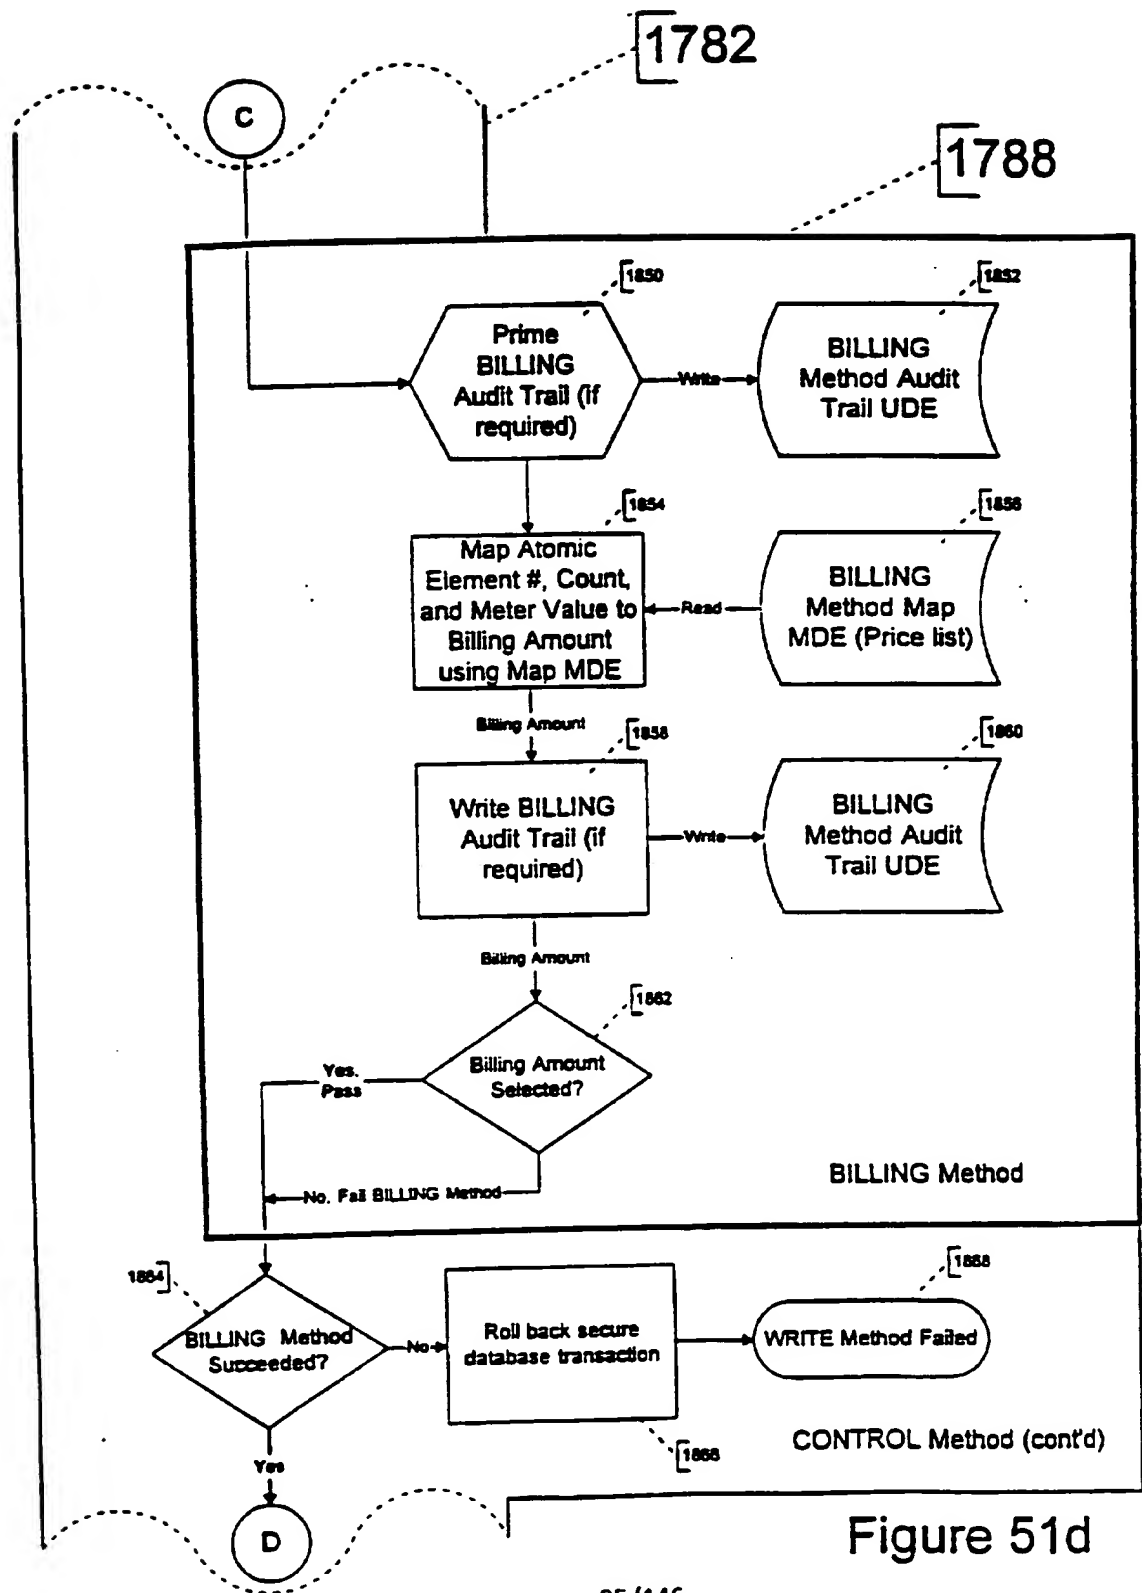 1782
C
1788
1850
1852
Prime
BILLING
Audit Trail (if
required)
Write
BILLING
Method Audit
Trail UDE
1854
1856
Map Atomic
Element #, Count,
and Meter Value to
Billing Amount
using Map MDE
Read
BILLING
Method Map
MDE (Price list)
Billing Amount
1858
1860
Write BILLING
Audit Trail (if
required)
Write
BILLING
Method Audit
Trail UDE
Billing Amount
1862
Billing Amount
Selected?
Yes.
Pass
No. Fail BILLING Method
BILLING Method
1864
1868
BILLING Method
Succeeded?
No
Roll back secure
database transaction
WRITE Method Failed
1866
CONTROL Method (cont'd)
Yes
D
Figure 51d